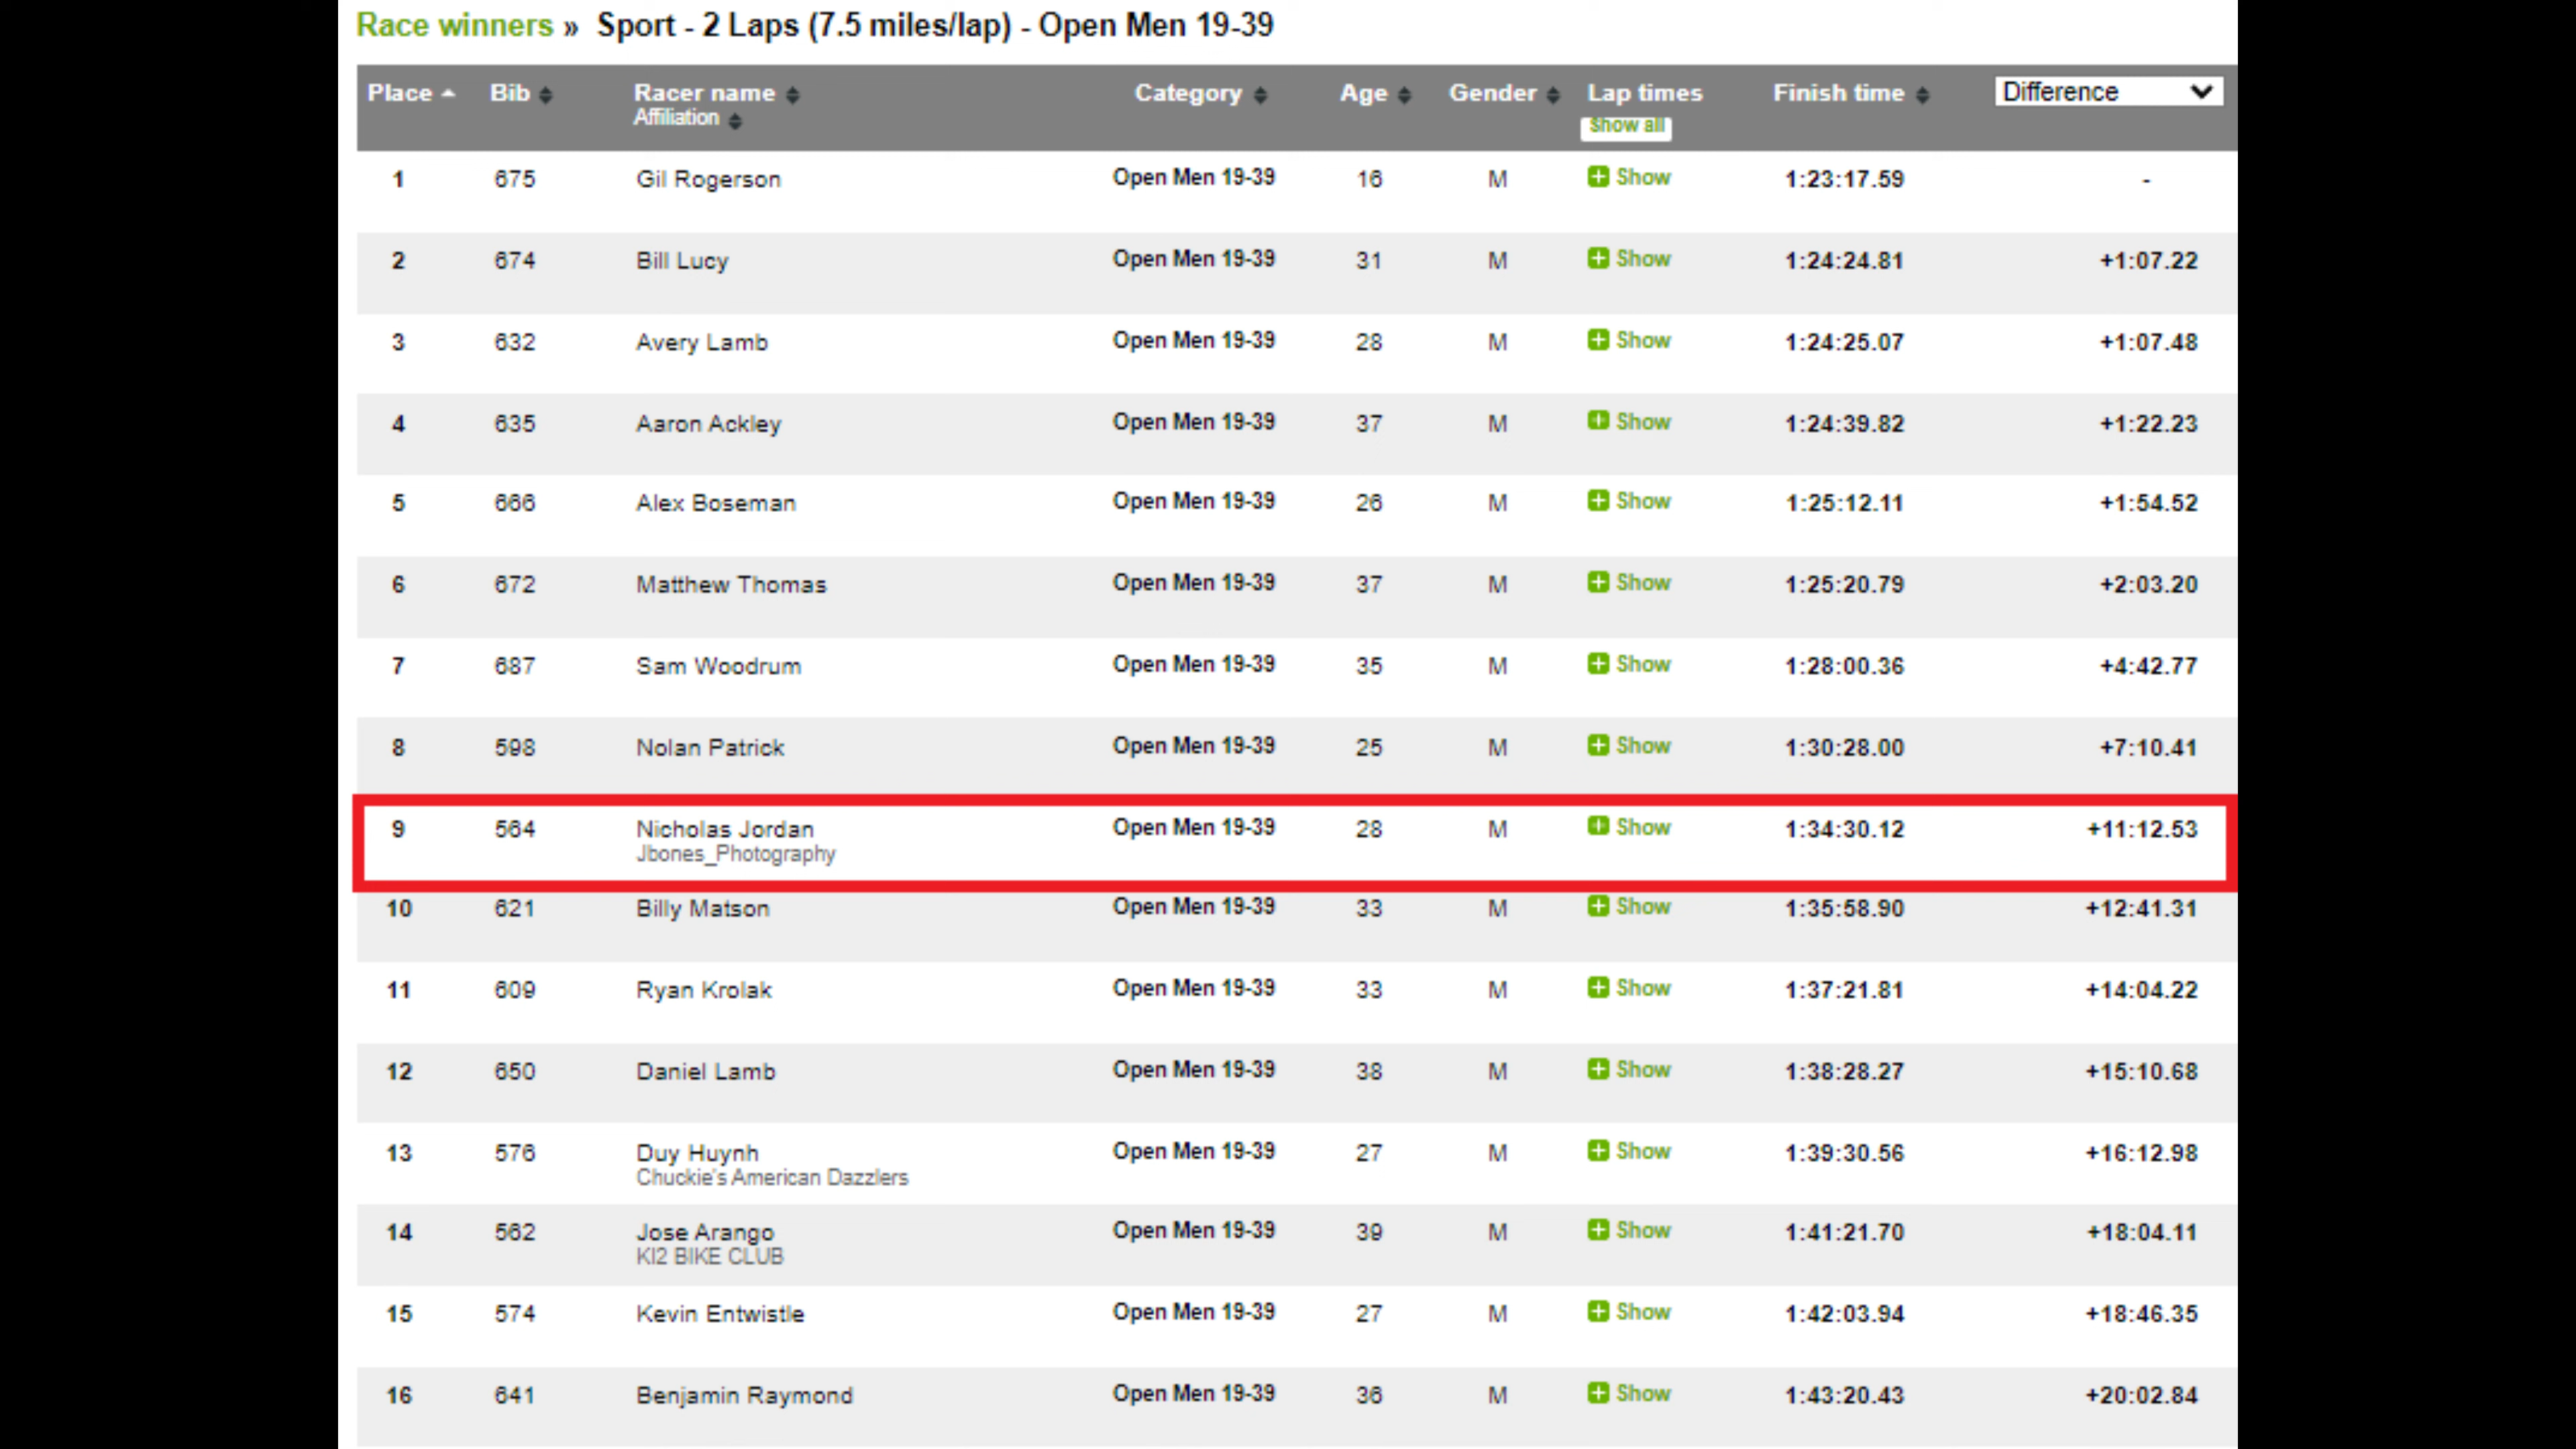 Race winners » Sport - 2 Laps (7.5 miles/lap) - Open Men 19-39
Place Bib Racer name Category Age Gender Lap times Finish time Difference
Affiliation Show all
1 675 Gil Rogerson Open Men 19-39 16 M Show 1:23:17.59 -
2 674 Bill Lucy Open Men 19-39 31 M Show 1:24:24.81 +1:07.22
3 632 Avery Lamb Open Men 19-39 28 M Show 1:24:25.07 +1:07.48
4 635 Aaron Ackley Open Men 19-39 37 M Show 1:24:39.82 +1:22.23
5 666 Alex Boseman Open Men 19-39 26 M Show 1:25:12.11 +1:54.52
6 672 Matthew Thomas Open Men 19-39 37 M Show 1:25:20.79 +2:03.20
7 687 Sam Woodrum Open Men 19-39 35 M Show 1:28:00.36 +4:42.77
8 598 Nolan Patrick Open Men 19-39 25 M Show 1:30:28.00 +7:10.41
9 564 Nicholas Jordan Open Men 19-39 28 M Show 1:34:30.12 +11:12.53
Jbones_Photography
10 621 Billy Matson Open Men 19-39 33 M Show 1:35:58.90 +12:41.31
11 609 Ryan Krolak Open Men 19-39 33 M Show 1:37:21.81 +14:04.22
12 650 Daniel Lamb Open Men 19-39 38 M Show 1:38:28.27 +15:10.68
13 576 Duy Huynh Open Men 19-39 27 M Show 1:39:30.56 +16:12.98
Chuckie's American Dazzlers
14 562 Jose Arango Open Men 19-39 39 M Show 1:41:21.70 +18:04.11
KI2 BIKE CLUB
15 574 Kevin Entwistle Open Men 19-39 27 M Show 1:42:03.94 +18:46.35
16 641 Benjamin Raymond Open Men 19-39 36 M Show 1:43:20.43 +20:02.84